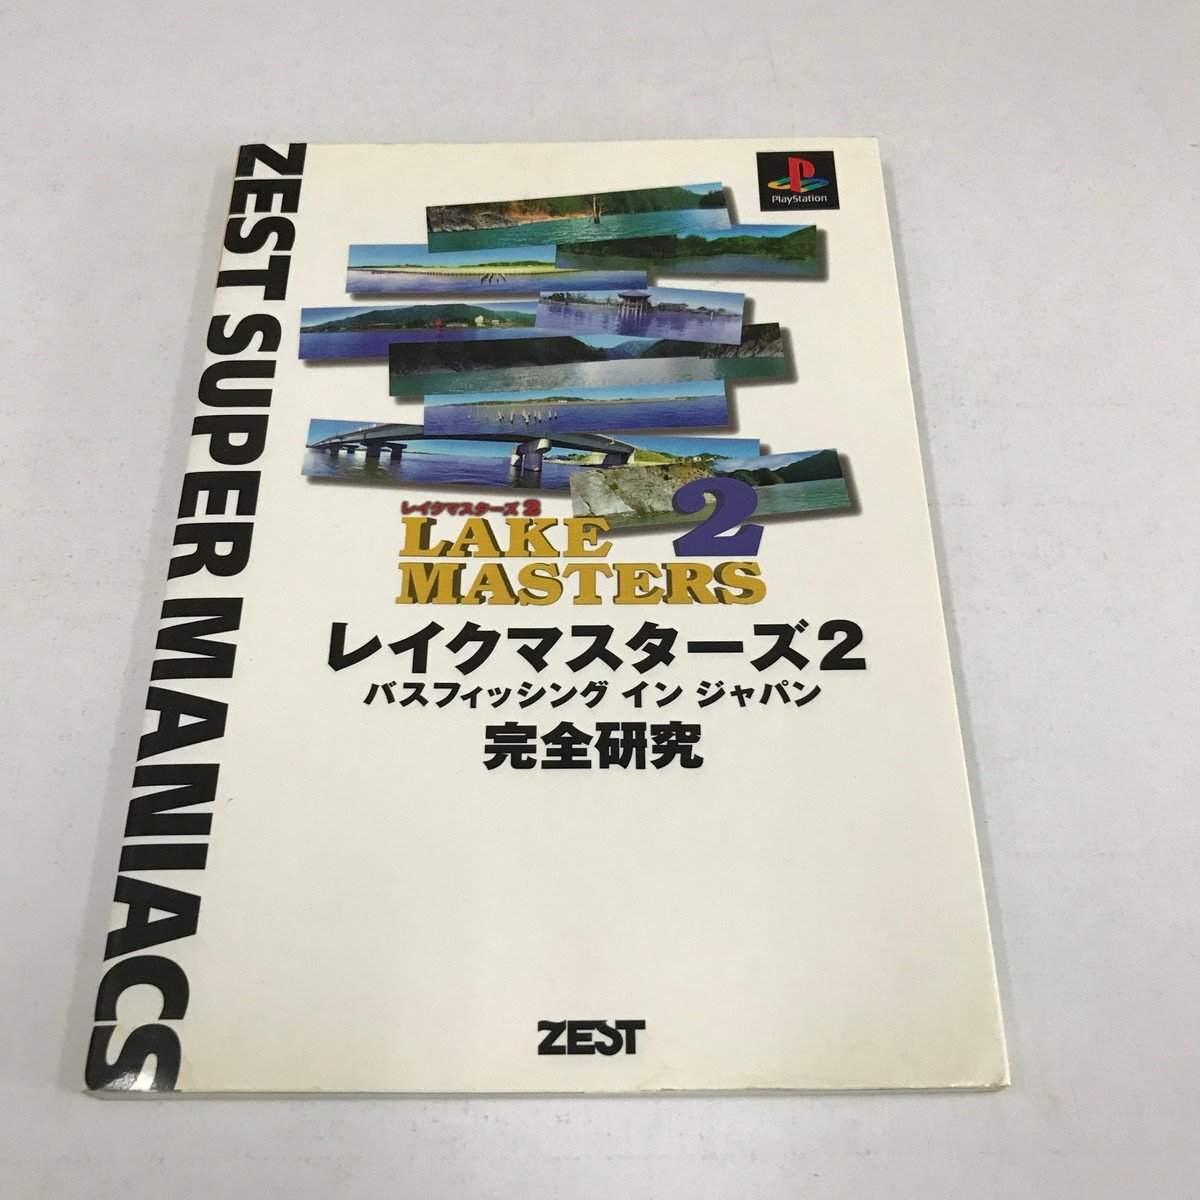 ZEST SUPER MANIACS
PlayStation
レイクマスターズ2
LAKE 2
MASTERS
レイクマスターズ2
バスフィッシング イン ジャパン
完全研究
ZEST